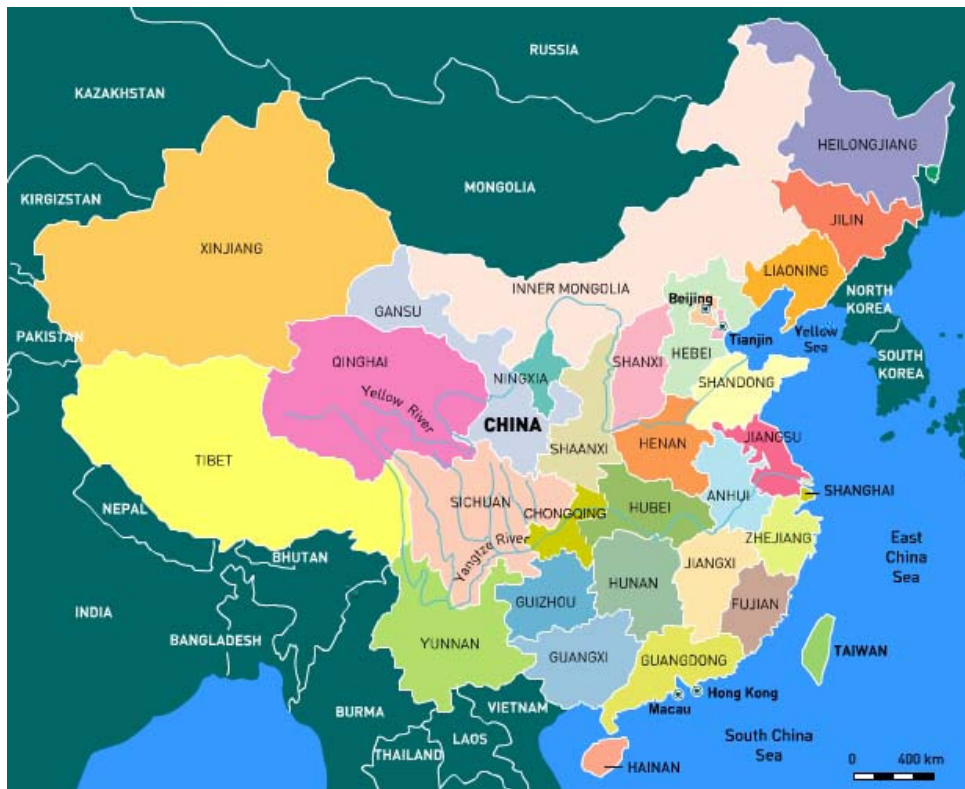 RUSSIA
KAZAKHSTAN
HEILONGJIANG
MONGOLIA
KIRGIZSTAN
JILIN
XINJIANG
LIAONING
INNER MONGOLIA
NORTH
KOREA
Beijing
GANSU
Tianjin
Yellow
Sea
PAKISTAN
QINGHAI
SHANXI
HEBEI
SOUTH
KOREA
NINGXIA
SHANDONG
Yellow River
CHINA
HENAN
JIANGSU
SHAANXI
TIBET
SHANGHAI
ANHUI
SICHUAN
CHONGQING
HUBEI
NEPAL
ZHEJIANG
East
China
Sea
Yangtze River
BHUTAN
JIANGXI
HUNAN
GUIZHOU
FUJIAN
INDIA
BANGLADESH
YUNNAN
GUANGXI
GUANGDONG
TAIWAN
Hong Kong
Macau
VIETNAM
BURMA
South China
Sea
LAOS
THAILAND
HAINAN
0 400 km